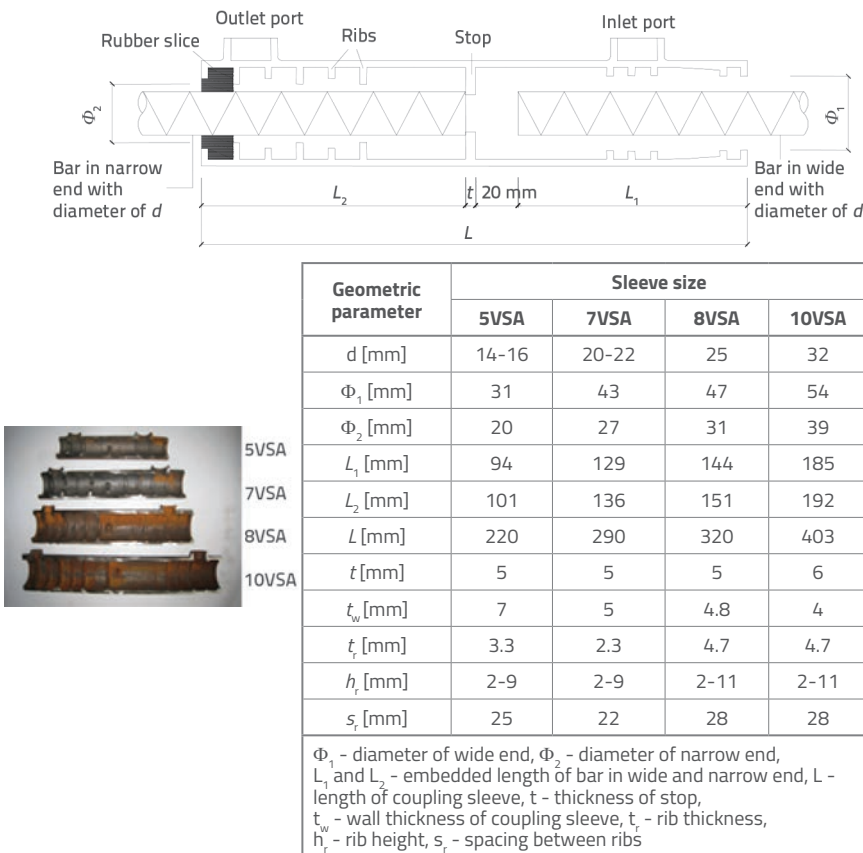 Outlet port
Inlet port
Rubber slice
Ribs
Stop
Φ2
Φ1
Bar in narrow
end with
diameter of d
Bar in wide
end with
diameter of d
L2 t 20 mm L1
L
Geometric
parameter
Sleeve size
5VSA 7VSA 8VSA 10VSA
d [mm] 14-16 20-22 25 32
Φ1 [mm] 31 43 47 54
Φ2 [mm] 20 27 31 39
L1 [mm] 94 129 144 185
L2 [mm] 101 136 151 192
L [mm] 220 290 320 403
t [mm] 5 5 5 6
tw [mm] 7 5 4.8 4
tr [mm] 3.3 2.3 4.7 4.7
hr [mm] 2-9 2-9 2-11 2-11
sr [mm] 25 22 28 28
Φ1 - diameter of wide end, Φ2 - diameter of narrow end,
L1 and L2 - embedded length of bar in wide and narrow end, L -
length of coupling sleeve, t - thickness of stop,
tw - wall thickness of coupling sleeve, tr - rib thickness,
hr - rib height, sr - spacing between ribs
5VSA
7VSA
8VSA
10VSA